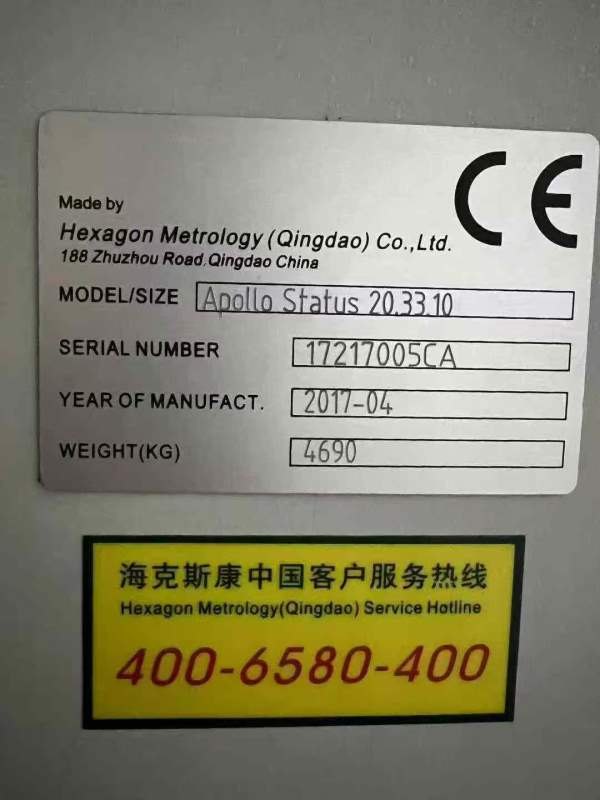 CE
Made by
Hexagon Metrology (Qingdao) Co.,Ltd.
188 Zhuzhou Road.Qingdao China
MODEL/SIZE Apollo Status 20.33.10
SERIAL NUMBER 17217005CA
YEAR OF MANUFACT. 2017-04
WEIGHT(KG) 4690
海克斯康中国客户服务热线
Hexagon Metrology(Qingdao) Service Hotline
400-6580-400